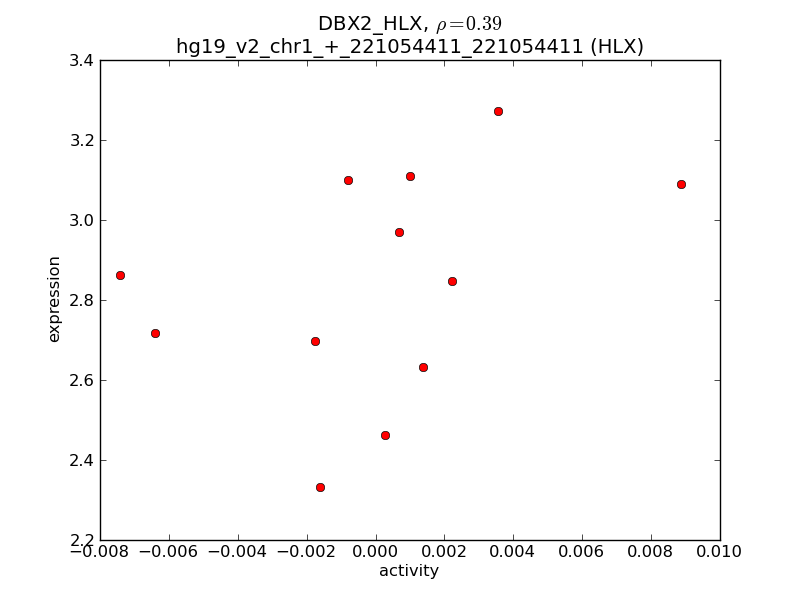 DBX2_HLX, ρ=0.39
hg19_v2_chr1_+_221054411_221054411 (HLX)
3.4
3.2
3.0
2.8
2.6
2.4
2.2
expression
−0.008 −0.006 −0.004 −0.002 0.000 0.002 0.004 0.006 0.008 0.010
activity